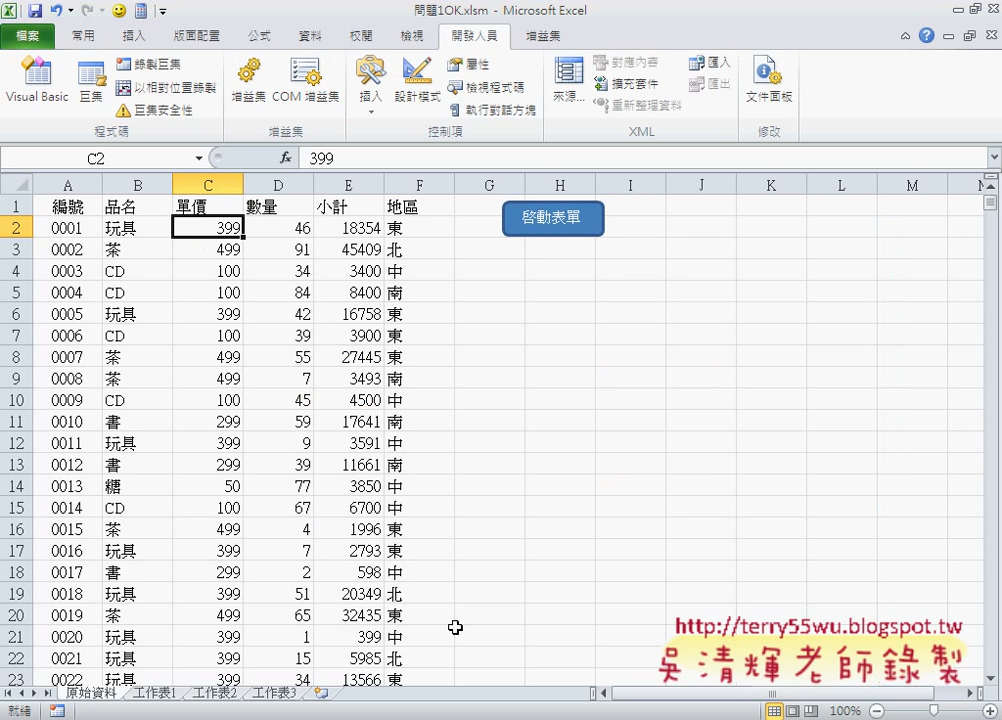 問題1OK.xlsm - Microsoft Excel
檔案 常用 插入 版面配置 公式 資料 校閱 檢視 開發人員 增益集
Visual Basic 巨集 錄製巨集 以相對位置錄製 巨集安全性 程式碼
增益集 COM 增益集 增益集
插入 設計模式 屬性 檢視程式碼 執行對話方塊 控制項
來源... 對應內容 擴充套件 重新整理資料 匯入 匯出 XML
文件面板 修改
C2 fx 399
A B C D E F G H I J K L M N
1 編號 品名 單價 數量 小計 地區
啓動表單
2 0001 玩具 399 46 18354 東
3 0002 茶 499 91 45409 北
4 0003 CD 100 34 3400 中
5 0004 CD 100 84 8400 南
6 0005 玩具 399 42 16758 東
7 0006 CD 100 39 3900 東
8 0007 茶 499 55 27445 東
9 0008 茶 499 7 3493 南
10 0009 CD 100 45 4500 中
11 0010 書 299 59 17641 南
12 0011 玩具 399 9 3591 中
13 0012 書 299 39 11661 南
14 0013 糖 50 77 3850 中
15 0014 CD 100 67 6700 中
16 0015 茶 499 4 1996 東
17 0016 玩具 399 7 2793 東
18 0017 書 299 2 598 中
19 0018 玩具 399 51 20349 北
20 0019 茶 499 65 32435 東
21 0020 玩具 399 1 399 中
22 0021 玩具 399 15 5985 北
23 0022 玩具 399 34 13566 東
http://terry55wu.blogspot.tw
吳清輝老師錄製
原始資料 工作表1 工作表2 工作表3
就緒 100%